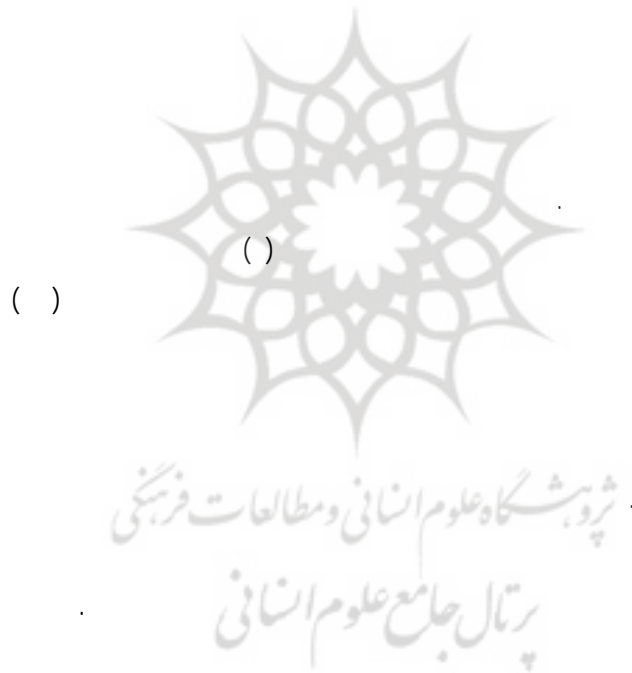 .
( )
( )
پژوهشگاه علوم انسانی و مطالعات فرهنگی
.
پرتال جامع علوم انسانی
.